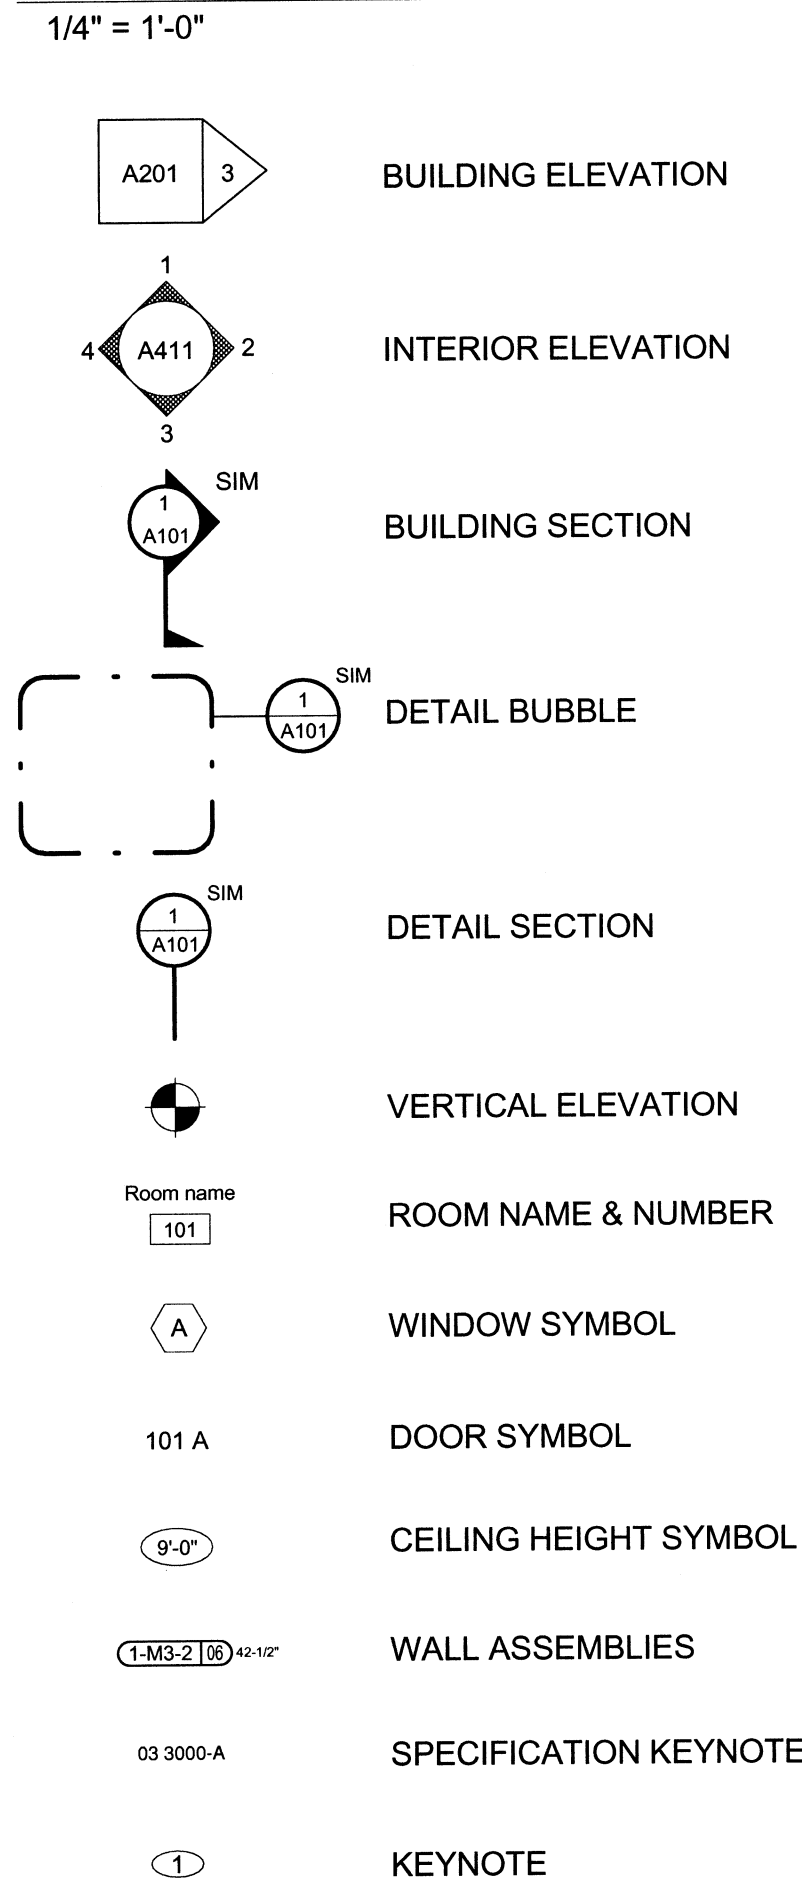 1/4" = 1'-0"
A201 3 BUILDING ELEVATION
1
4 A411 2 INTERIOR ELEVATION
3
SIM
1
A101 BUILDING SECTION
SIM
1
A101 DETAIL BUBBLE
SIM
1
A101 DETAIL SECTION
VERTICAL ELEVATION
Room name
101 ROOM NAME & NUMBER
A WINDOW SYMBOL
101 A DOOR SYMBOL
9'-0" CEILING HEIGHT SYMBOL
1-M3-2 06 42-1/2" WALL ASSEMBLIES
03 3000-A SPECIFICATION KEYNOTE
1 KEYNOTE